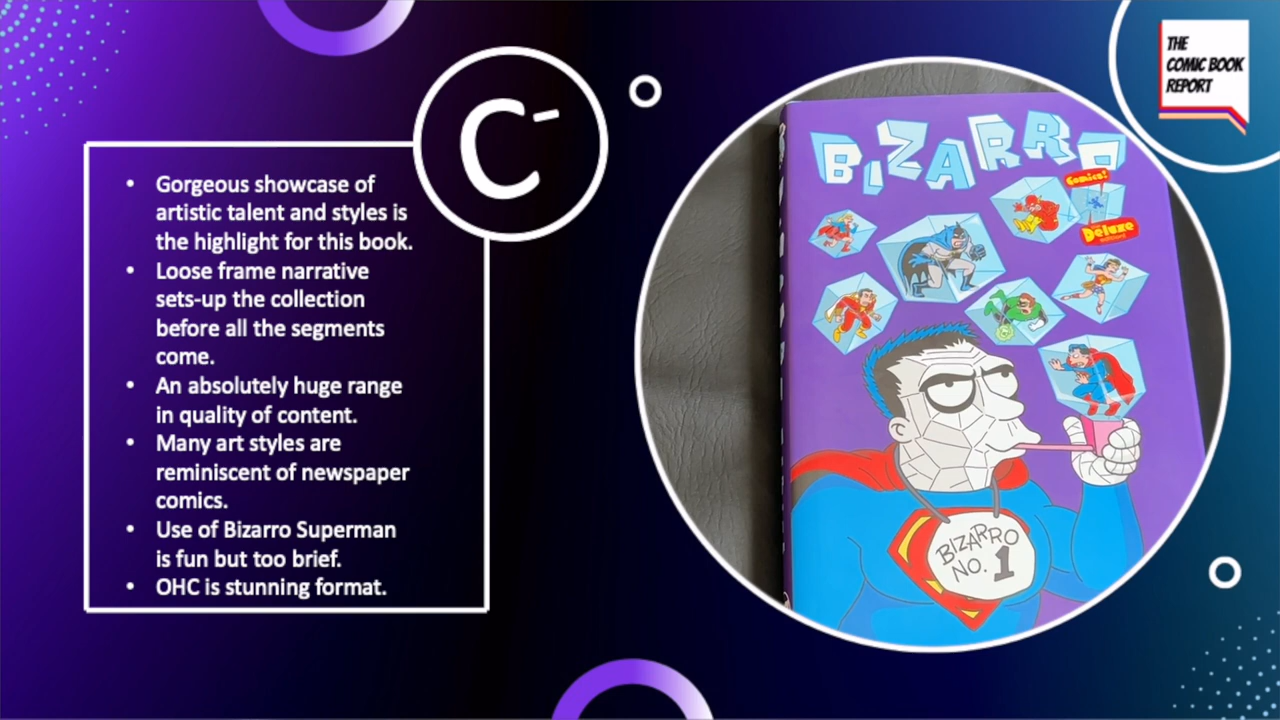 C-
• Gorgeous showcase of
artistic talent and styles is
the highlight for this book.
• Loose frame narrative
sets-up the collection
before all the segments
come.
• An absolutely huge range
in quality of content.
• Many art styles are
reminiscent of newspaper
comics.
• Use of Bizarro Superman
is fun but too brief.
• OHC is stunning format.
THE
COMIC BOOK
REPORT
BIZARRO
Comics!
Deluxe
BIZARRO
NO. 1